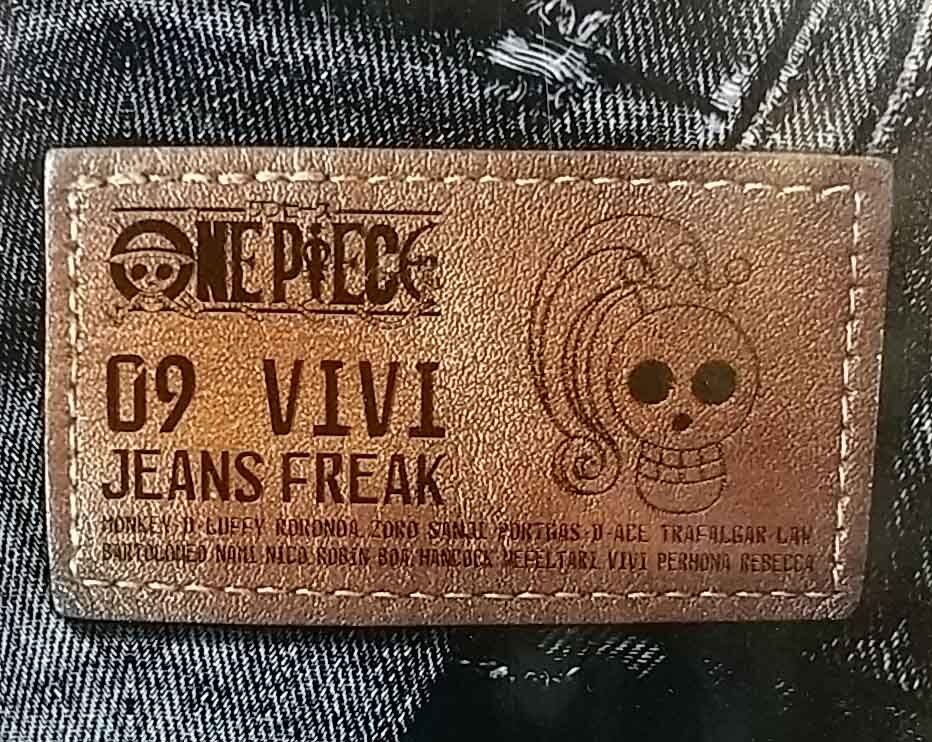 ONE PIECE
09 VIVI
JEANS FREAK
MONKEY·D·LUFFY RORONOA.ZORO SANJI PORTGAS·D·ACE TRAFALGAR·LAW
BARTOLOMEO NAMI NICO.ROBIN BOA.HANCOCK NEFELTARI VIVI PERHONA REBECCA